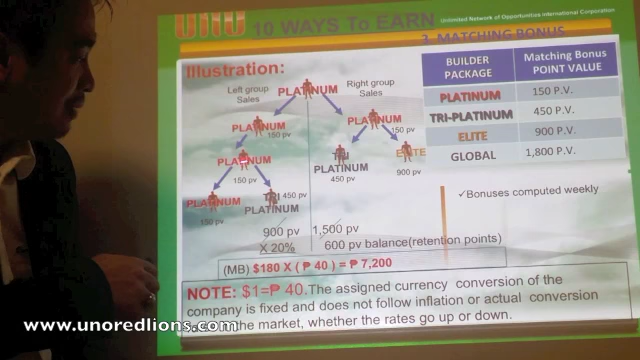 UNO 10 WAYS To EARN
Unlimited Network of Opportunities International Corporation
3. MATCHING BONUS
Illustration:
Left group
Sales
Right group
Sales
PLATINUM
PLATINUM
150 pv
PLATINUM
150 pv
PLATINUM
150 pv
TRI
PLATINUM
450 pv
ELITE
900 pv
PLATINUM
150 pv
TRI
PLATINUM
450 pv
900 pv
1,500 pv
X 20%
600 pv balance(retention points)
(MB) $180 X (₱ 40) = ₱ 7,200
BUILDER PACKAGE
Matching Bonus POINT VALUE
PLATINUM 150 P.V.
TRI-PLATINUM 450 P.V.
ELITE 900 P.V.
GLOBAL 1,800 P.V.
✓Bonuses computed weekly
NOTE: $1=₱ 40.The assigned currency conversion of the
company is fixed and does not follow inflation or actual conversion
the market, whether the rates go up or down.
www.unoredlions.com